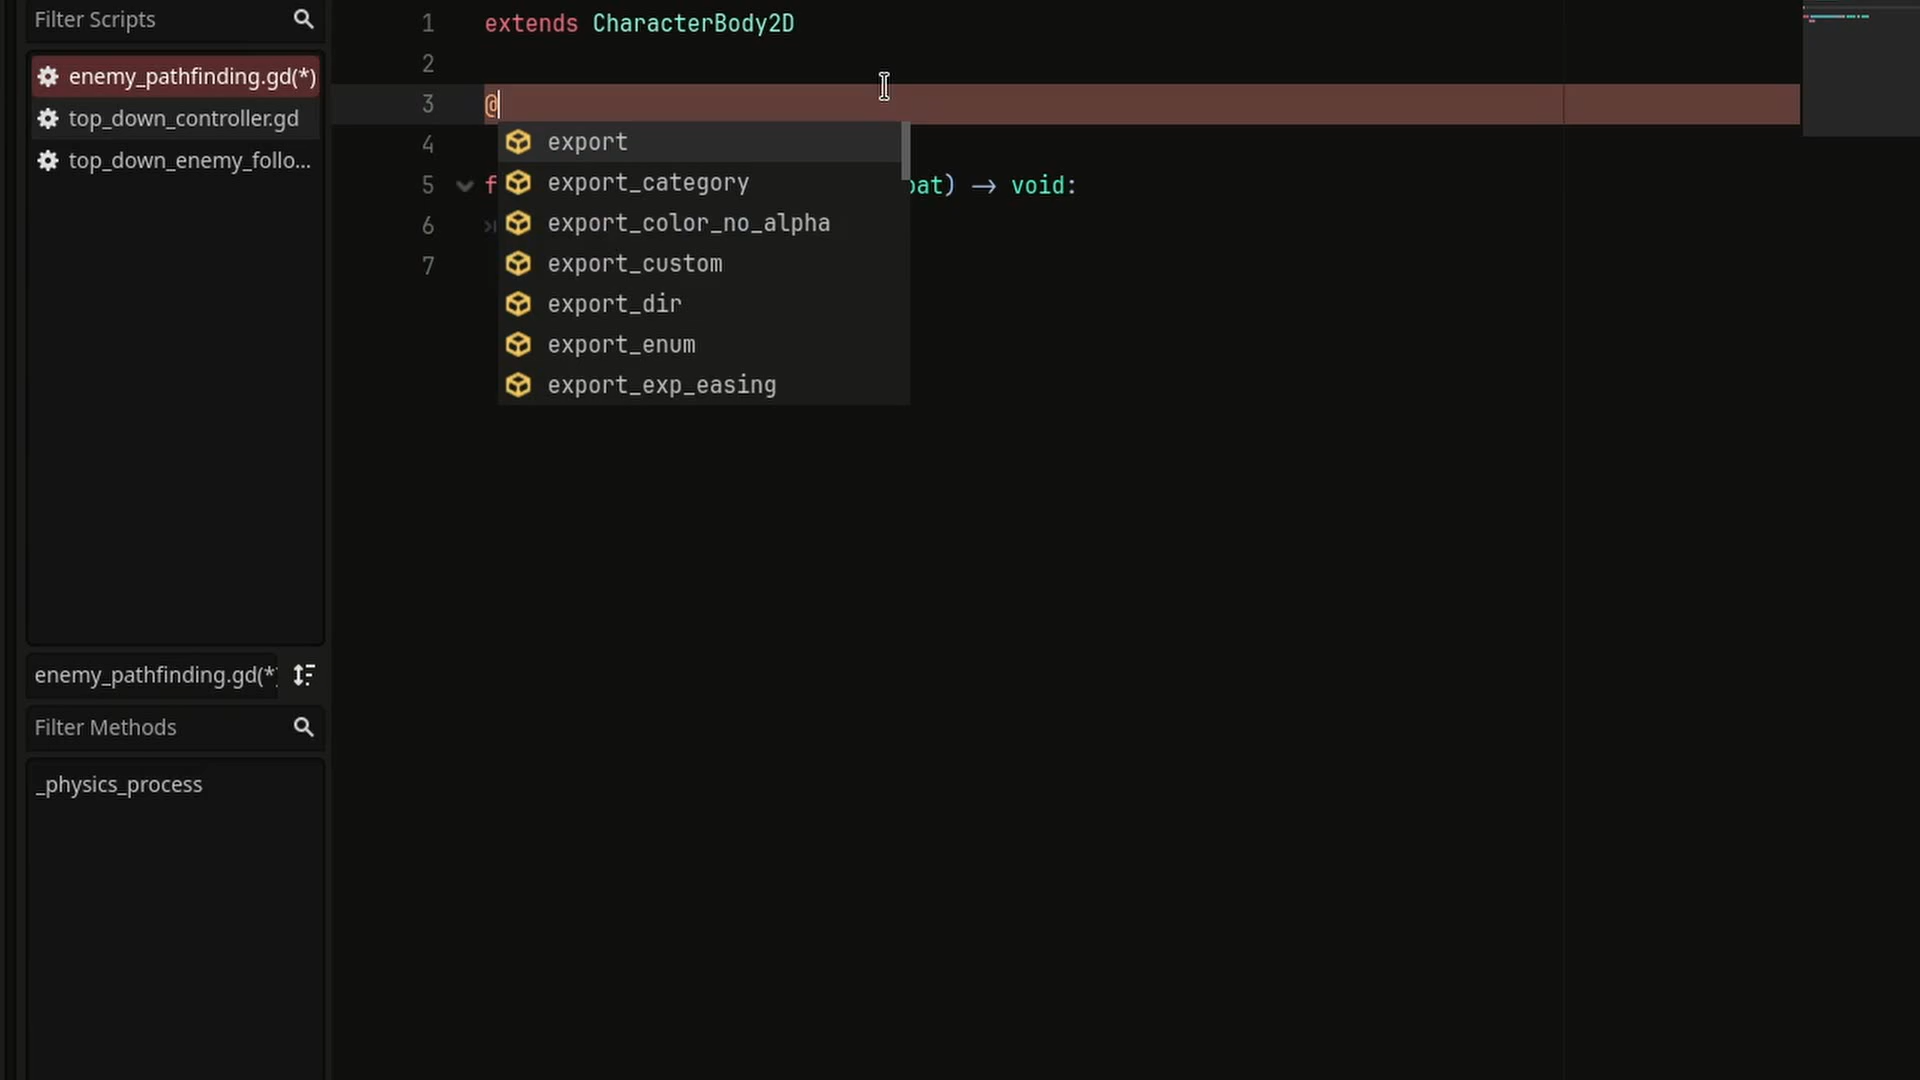 Filter Scripts
enemy_pathfinding.gd(*)
top_down_controller.gd
top_down_enemy_follo...
enemy_pathfinding.gd(*
Filter Methods
_physics_process
1 extends CharacterBody2D
2
3 @
export
4
export_category
5 f oat) -> void:
export_color_no_alpha
6
export_custom
7
export_dir
export_enum
export_exp_easing